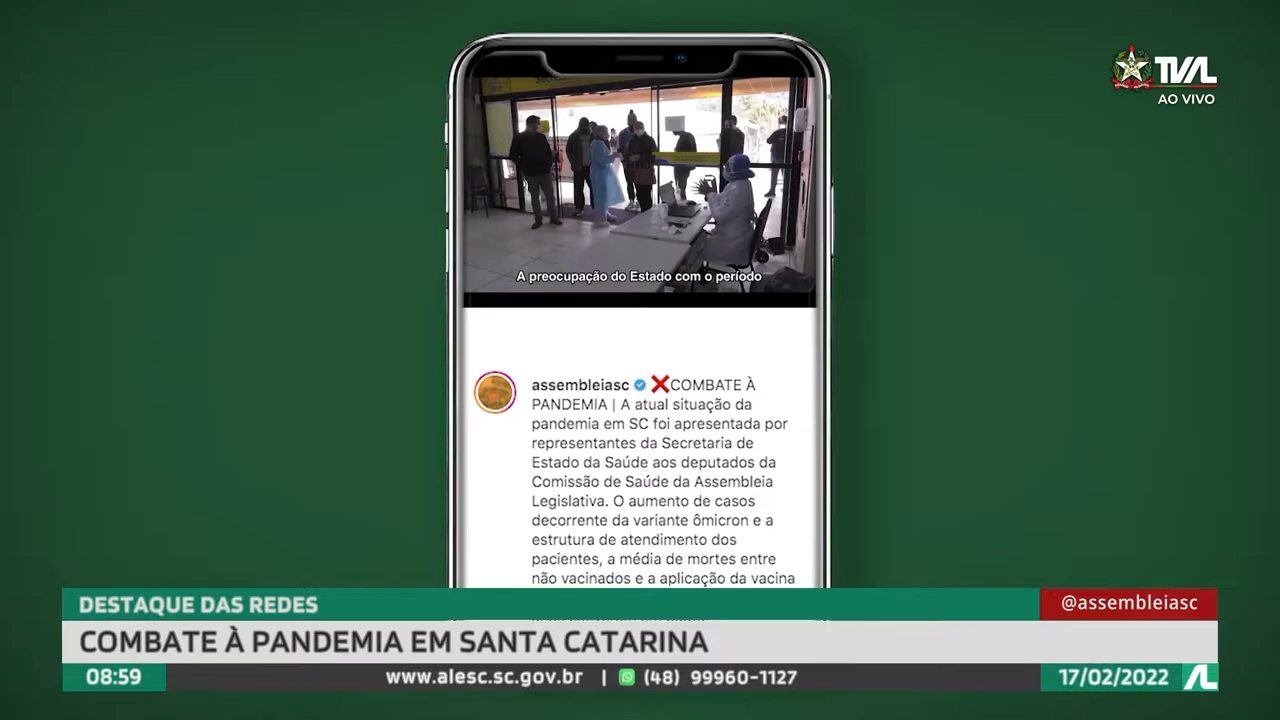 TVAL
AO VIVO
A preocupação do Estado com o período
assembleiasc ❌COMBATE À
PANDEMIA | A atual situação da
pandemia em SC foi apresentada por
representantes da Secretaria de
Estado da Saúde aos deputados da
Comissão de Saúde da Assembleia
Legislativa. O aumento de casos
decorrente da variante ômicron e a
estrutura de atendimento dos
pacientes, a média de mortes entre
não vacinados e a aplicação da vacina
DESTAQUE DAS REDES
@assembleiasc
COMBATE À PANDEMIA EM SANTA CATARINA
08:59
www.alesc.sc.gov.br | (48) 99960-1127
17/02/2022
AL